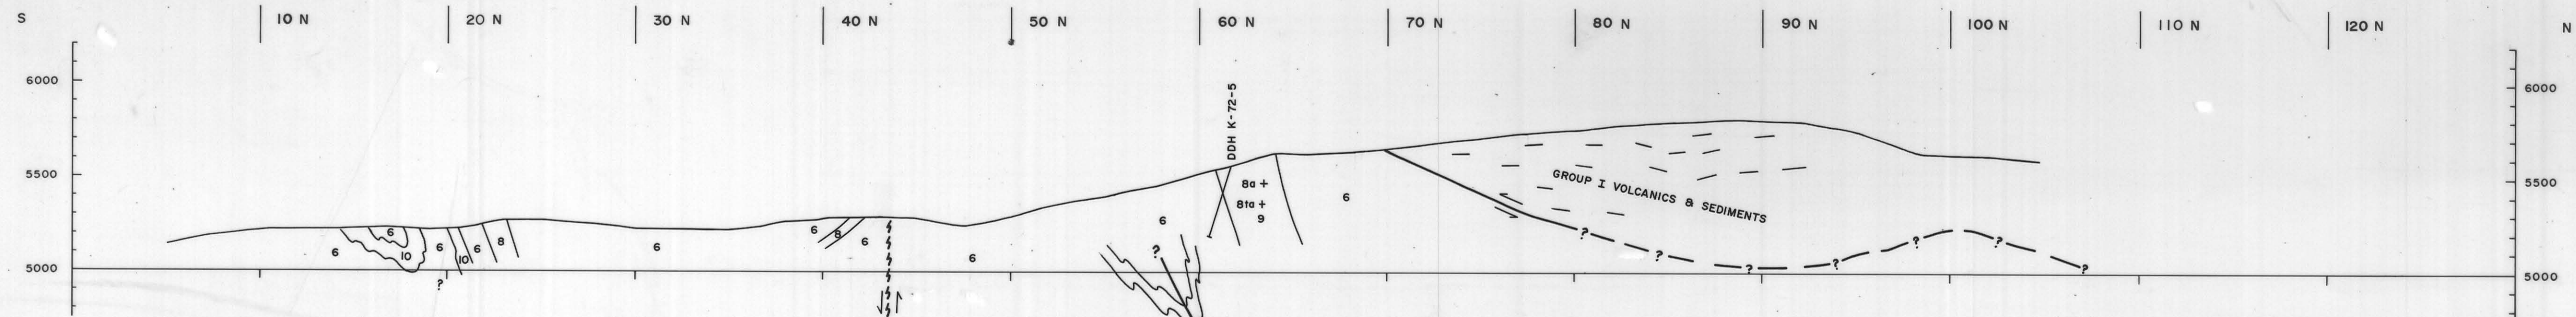 S 10 N 20 N 30 N 40 N 50 N 60 N 70 N 80 N 90 N 100 N 110 N 120 N N
6000 6000
DDH K-72-5
5500 5500
8a +
8ta +
9
6
GROUP I VOLCANICS & SEDIMENTS
6 10 6 6 10 6 8 6 6 8 6 6 6
?
5000 5000
? ? ? ? ? ? ?
?